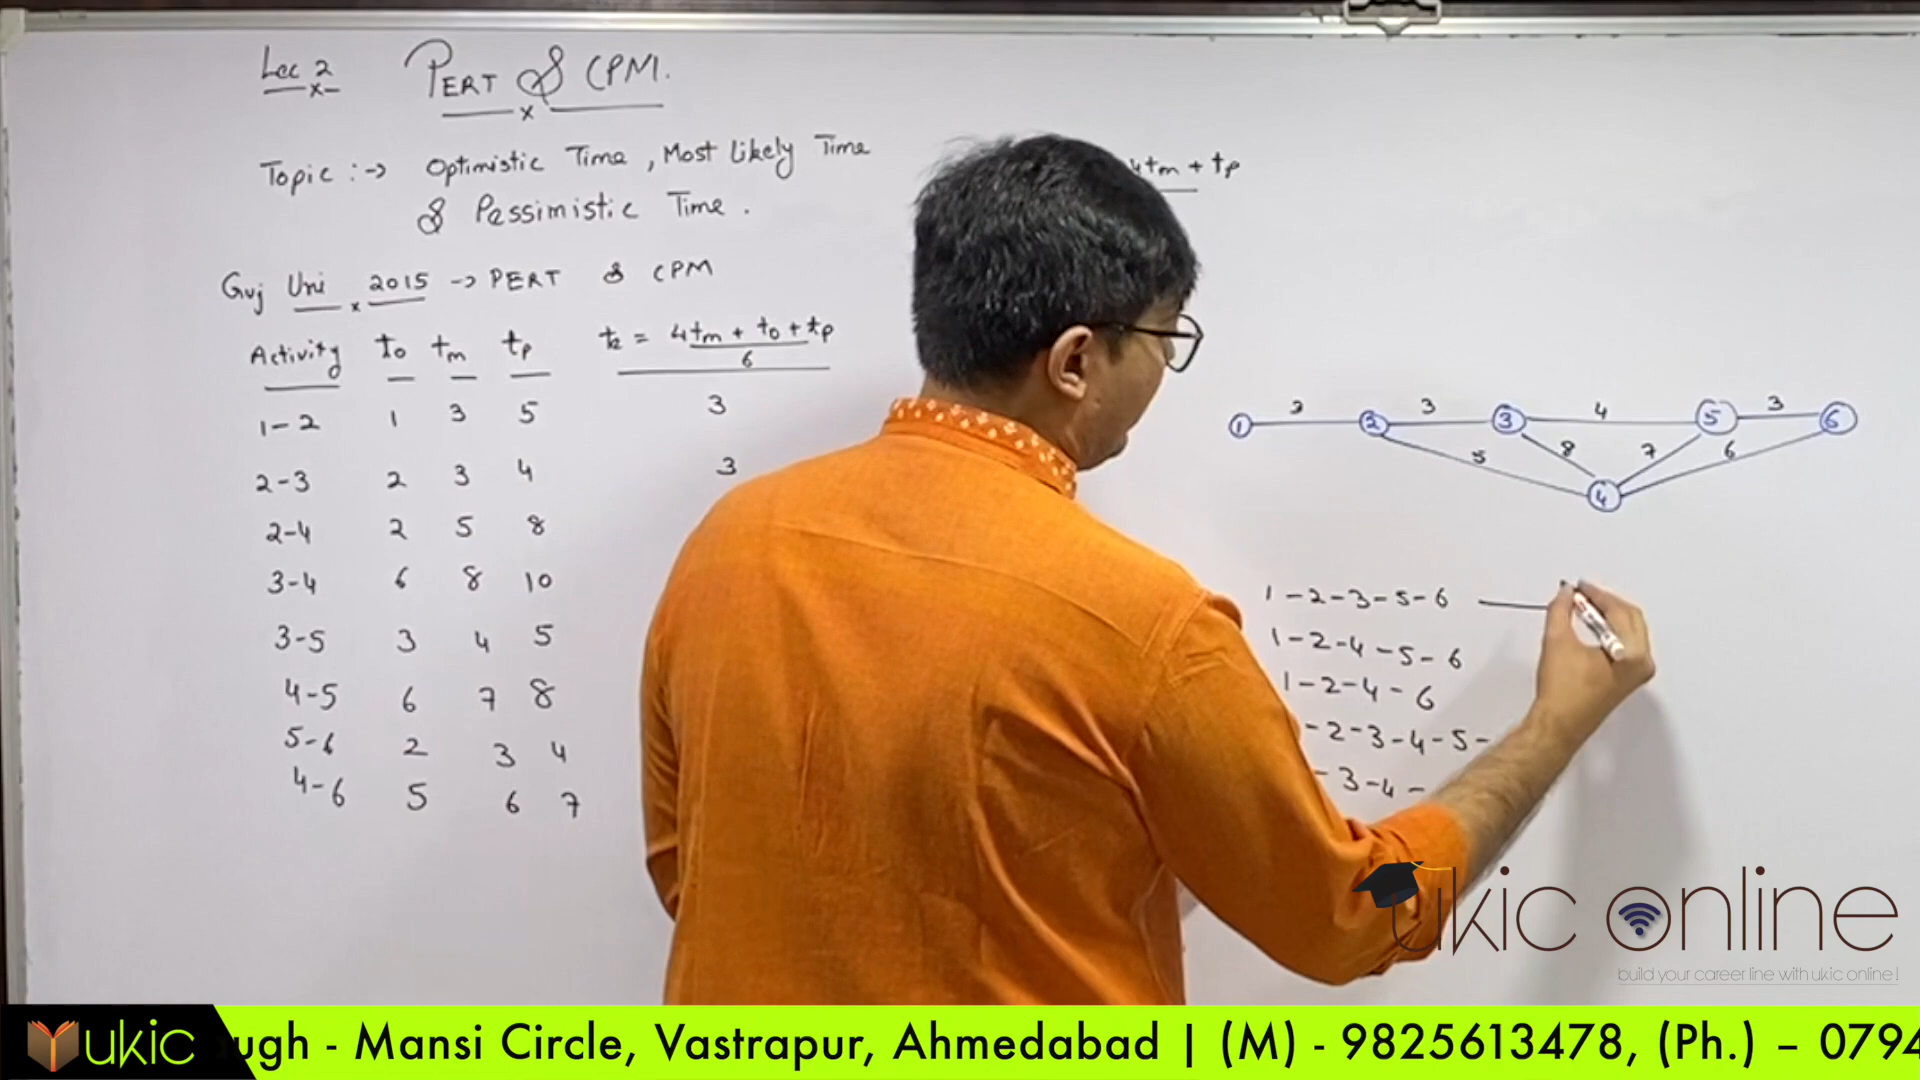 Lec 2 PERT & CPM.
Topic :-> Optimistic Time, Most Likely Time
& Passimistic Time.
Guj Uni 2015 -> PERT & CPM
Activity to tm tp te = 4tm + to + tp / 6
1-2 1 3 5 3
2-3 2 3 4 3
2-4 2 5 8
3-4 6 8 10
3-5 3 4 5
4-5 6 7 8
5-6 2 3 4
4-6 5 6 7
4tm + tp
3 3 4 3
1 2 3 5 6
5 8 7 6
4
1-2-3-5-6
1-2-4-5-6
1-2-4-6
-2-3-4-5-
-3-4-
ukic online
build your career line with ukic online!
ukic ugh - Mansi Circle, Vastrapur, Ahmedabad | (M) - 9825613478, (Ph.) – 0794